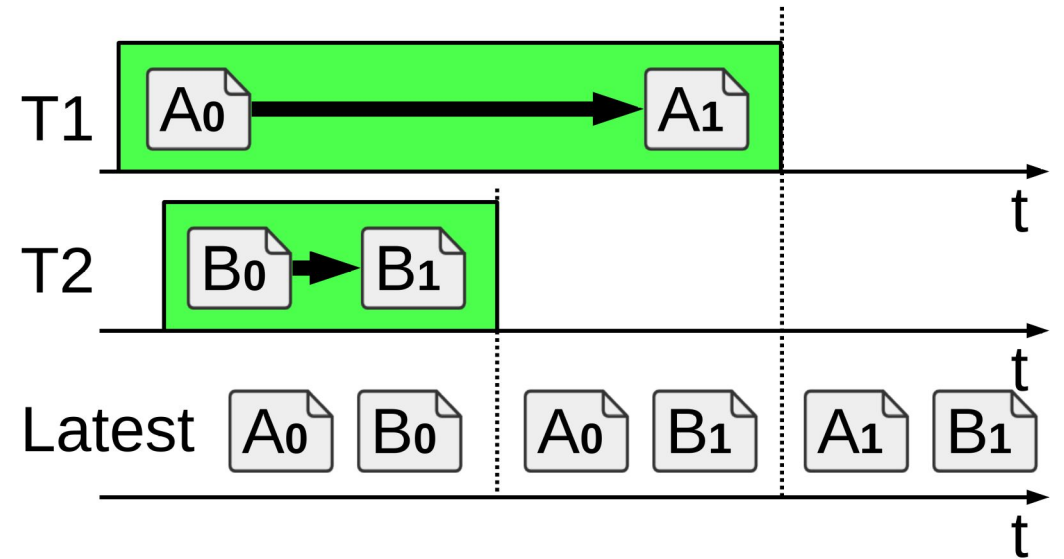 T1 A0 A1
t
T2 B0 B1
t
Latest A0 B0 A0 B1 A1 B1
t